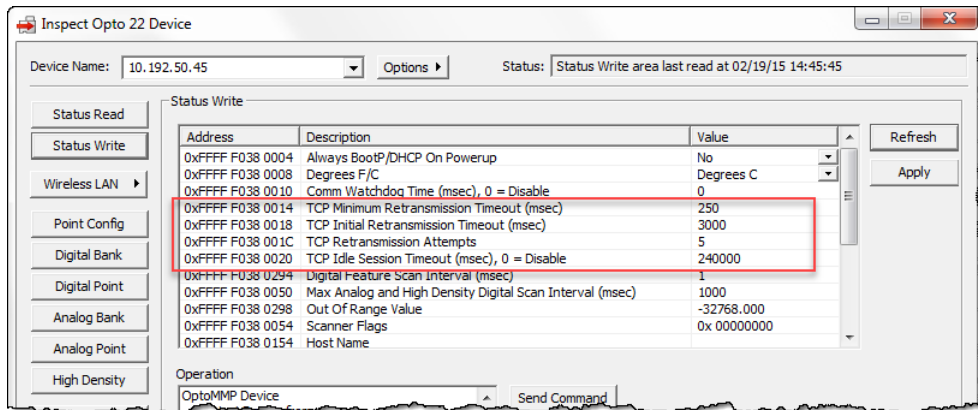 Inspect Opto 22 Device
Device Name: 10.192.50.45 Options Status: Status Write area last read at 02/19/15 14:45:45
Status Read
Status Write
Wireless LAN
Point Config
Digital Bank
Digital Point
Analog Bank
Analog Point
High Density
Status Write
Address Description Value
0xFFFF F038 0004 Always BootP/DHCP On Powerup No
0xFFFF F038 0008 Degrees F/C Degrees C
0xFFFF F038 0010 Comm Watchdog Time (msec), 0 = Disable 0
0xFFFF F038 0014 TCP Minimum Retransmission Timeout (msec) 250
0xFFFF F038 0018 TCP Initial Retransmission Timeout (msec) 3000
0xFFFF F038 001C TCP Retransmission Attempts 5
0xFFFF F038 0020 TCP Idle Session Timeout (msec), 0 = Disable 240000
0xFFFF F038 0294 Digital Feature Scan Interval (msec) 1
0xFFFF F038 0050 Max Analog and High Density Digital Scan Interval (msec) 1000
0xFFFF F038 0298 Out Of Range Value -32768.000
0xFFFF F038 0054 Scanner Flags 0x 00000000
0xFFFF F038 0154 Host Name
Refresh
Apply
Operation
OptoMMP Device Send Command